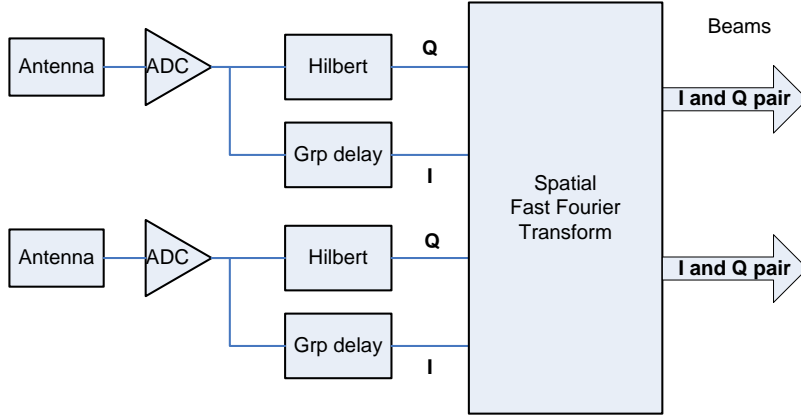 Beams
Q
Antenna
ADC
Hilbert
I and Q pair
Grp delay
I
Spatial
Fast Fourier
Transform
Q
Antenna
ADC
Hilbert
I and Q pair
Grp delay
I